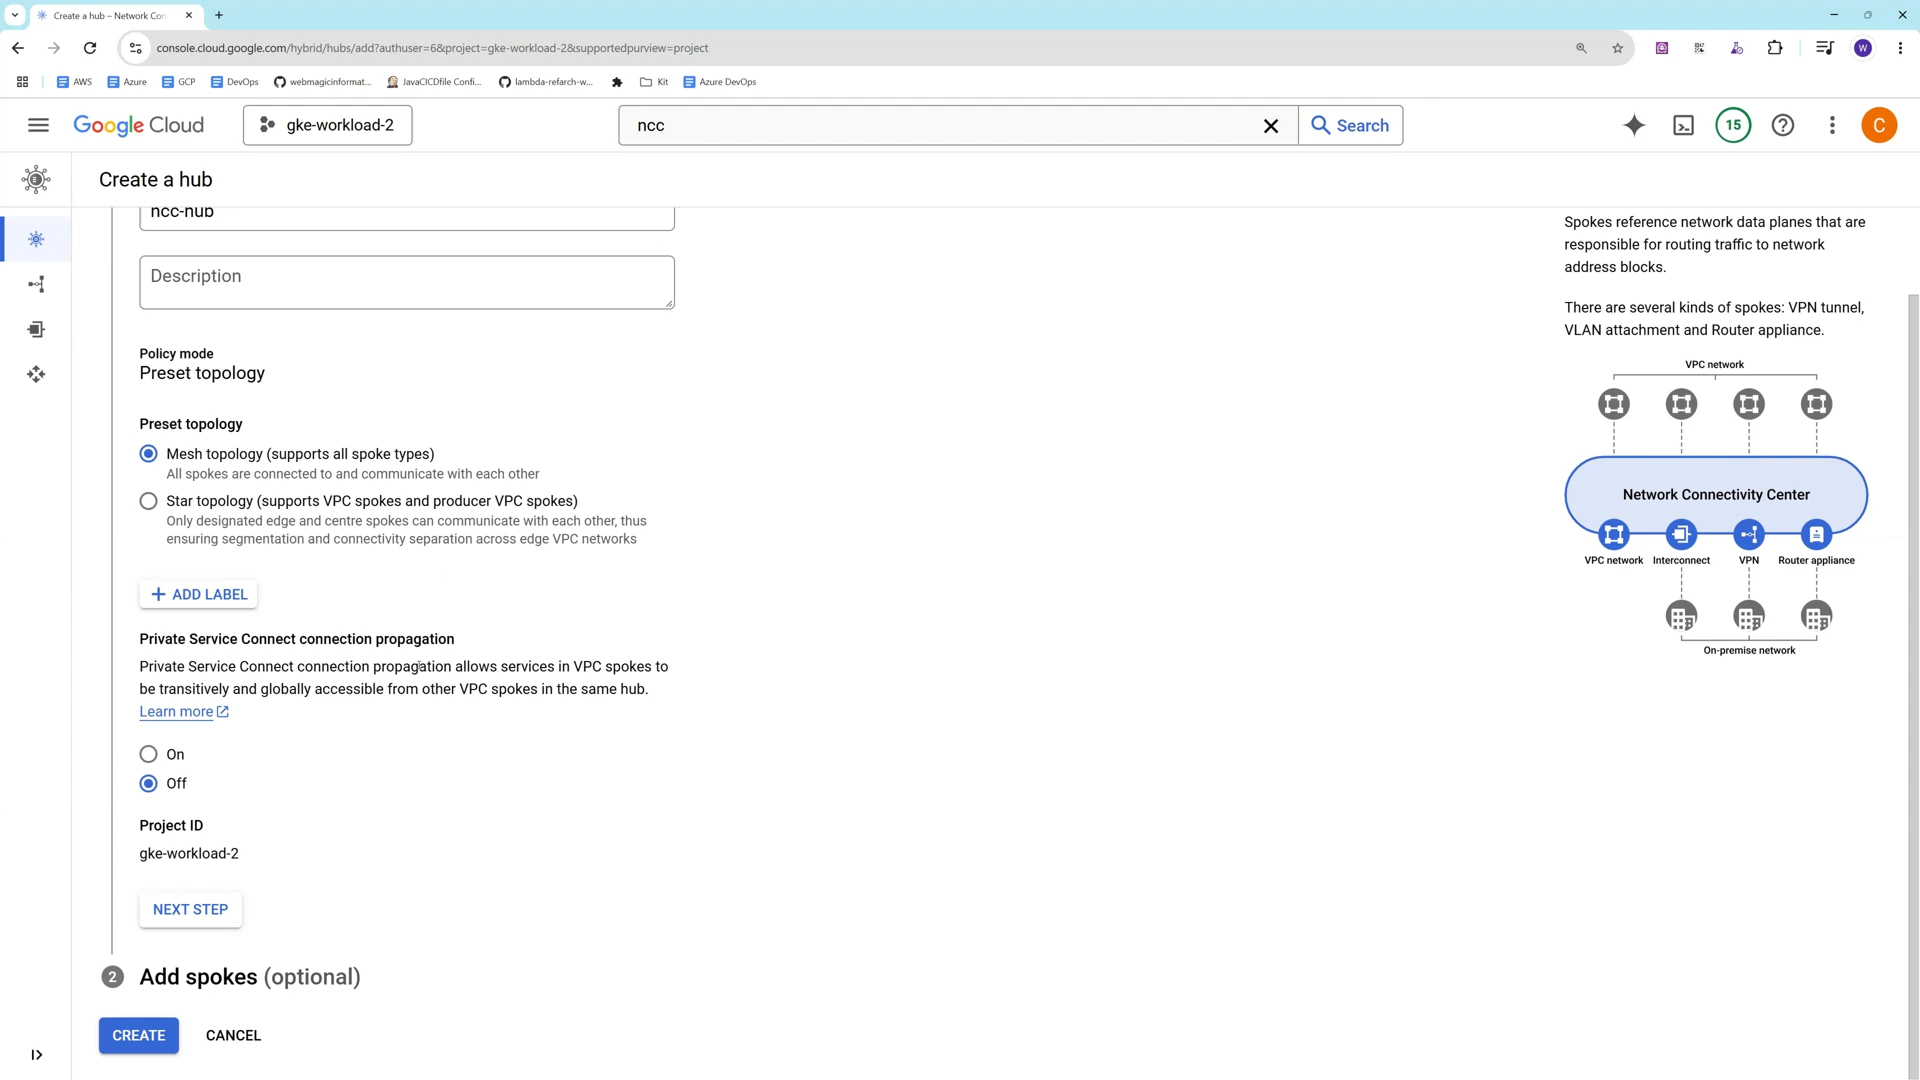 Create a hub – Network Con
console.cloud.google.com/hybrid/hubs/add?authuser=6&project=gke-workload-2&supportedpurview=project
W
AWS
Azure
GCP
DevOps
webmagicinformat...
JavaCICDfile Confi...
lambda-refarch-w...
Kit
Azure DevOps
Google Cloud
gke-workload-2
ncc
Search
15
C
Create a hub
ncc-hub
Description
Policy mode
Preset topology
Preset topology
Mesh topology (supports all spoke types)
All spokes are connected to and communicate with each other
Star topology (supports VPC spokes and producer VPC spokes)
Only designated edge and centre spokes can communicate with each other, thus
ensuring segmentation and connectivity separation across edge VPC networks
ADD LABEL
Private Service Connect connection propagation
Private Service Connect connection propagation allows services in VPC spokes to
be transitively and globally accessible from other VPC spokes in the same hub.
Learn more
On
Off
Project ID
gke-workload-2
NEXT STEP
2 Add spokes (optional)
CREATE
CANCEL
Spokes reference network data planes that are
responsible for routing traffic to network
address blocks.
There are several kinds of spokes: VPN tunnel,
VLAN attachment and Router appliance.
VPC network
Network Connectivity Center
VPC network
Interconnect
VPN
Router appliance
On-premise network